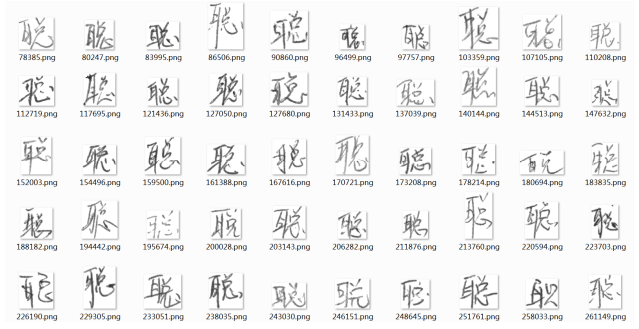 聪 聪 聪 聪 聪 聪 聪 聪 聪 聪
78385.png 80247.png 83995.png 86506.png 90860.png 96499.png 97757.png 103359.png 107105.png 110208.png
聪 聪 聪 聪 聪 聪 聪 聪 聪 聪
112719.png 117695.png 121436.png 127050.png 127680.png 131433.png 137039.png 140144.png 144513.png 147632.png
聪 聪 聪 聪 聪 聪 聪 聪 聪
152003.png 154496.png 159500.png 161388.png 167616.png 170721.png 173208.png 178214.png 180694.png 183835.png
聪 聪 聪 聪 聪 聪 聪 聪 聪 聪
188182.png 194442.png 195674.png 200028.png 203143.png 206282.png 211876.png 213760.png 220594.png 223703.png
聪 聪 聪 聪 聪 聪 聪 聪
226190.png 229305.png 233051.png 238035.png 243030.png 246151.png 248645.png 251761.png 258033.png 261149.png